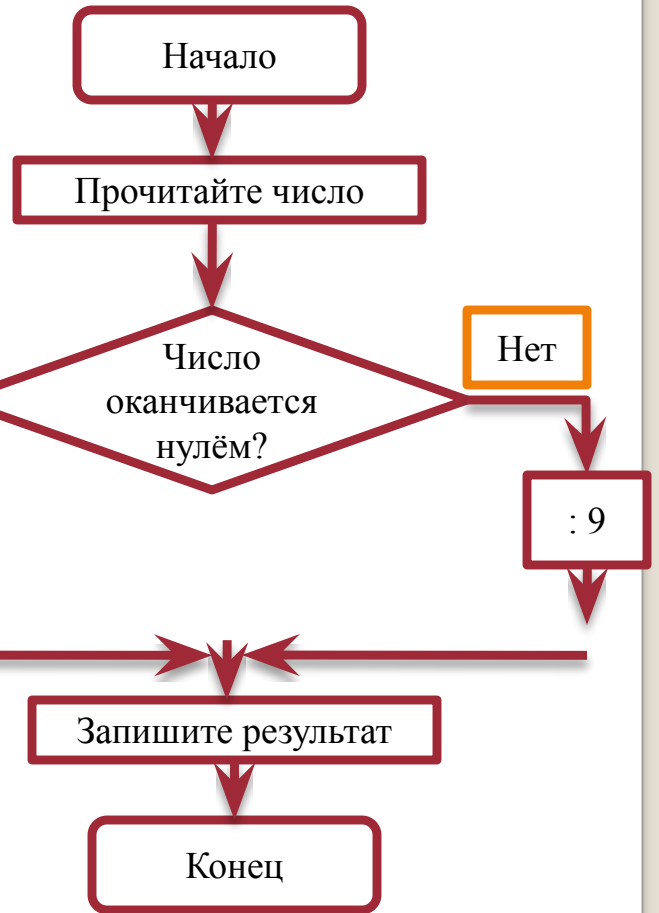 Начало
Прочитайте число
Число
оканчивается
нулём?
Нет
: 9
Запишите результат
Конец